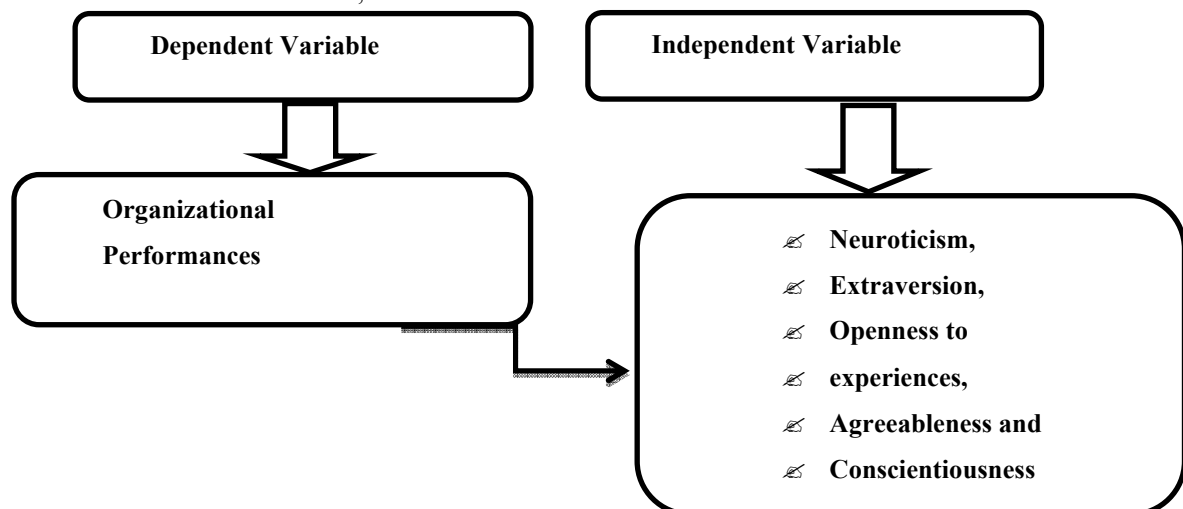 Dependent Variable
Independent Variable
Organizational
Performances
Neuroticism,
Extraversion,
Openness to
experiences,
Agreeableness and
Conscientiousness